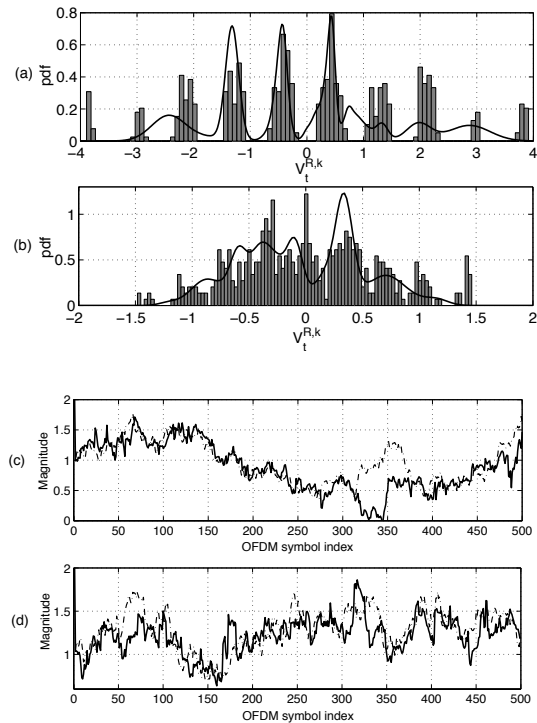 0.8
0.6
(a)
pdf
0.4
0.2
0
−4 −3 −2 −1 0 1 2 3 4
V_t^{R,k}
1
(b)
pdf
0.5
0
−2 −1.5 −1 −0.5 0 0.5 1 1.5 2
V_t^{R,k}
2
1.5
(c)
Magnitude
1
0.5
0
0 50 100 150 200 250 300 350 400 450 500
OFDM symbol index
2
(d)
Magnitude
1.5
1
0 50 100 150 200 250 300 350 400 450 500
OFDM symbol index